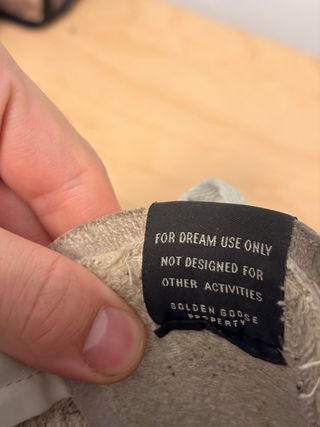 FOR DREAM USE ONLY
NOT DESIGNED FOR
OTHER ACTIVITIES
GOLDEN GOOSE
PROPERTY